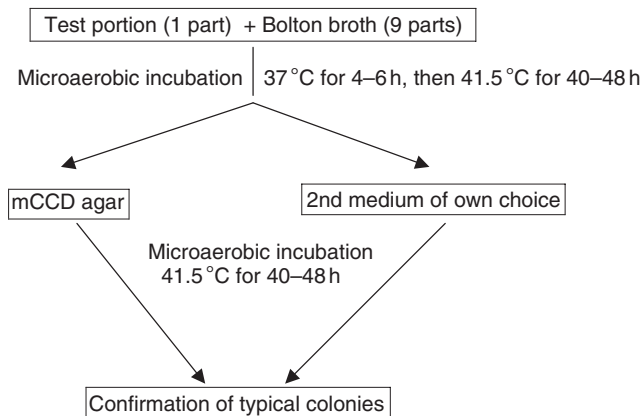 Test portion (1 part) + Bolton broth (9 parts)
Microaerobic incubation 37 °C for 4–6 h, then 41.5 °C for 40–48 h
mCCD agar
2nd medium of own choice
Microaerobic incubation
41.5 °C for 40–48 h
Confirmation of typical colonies